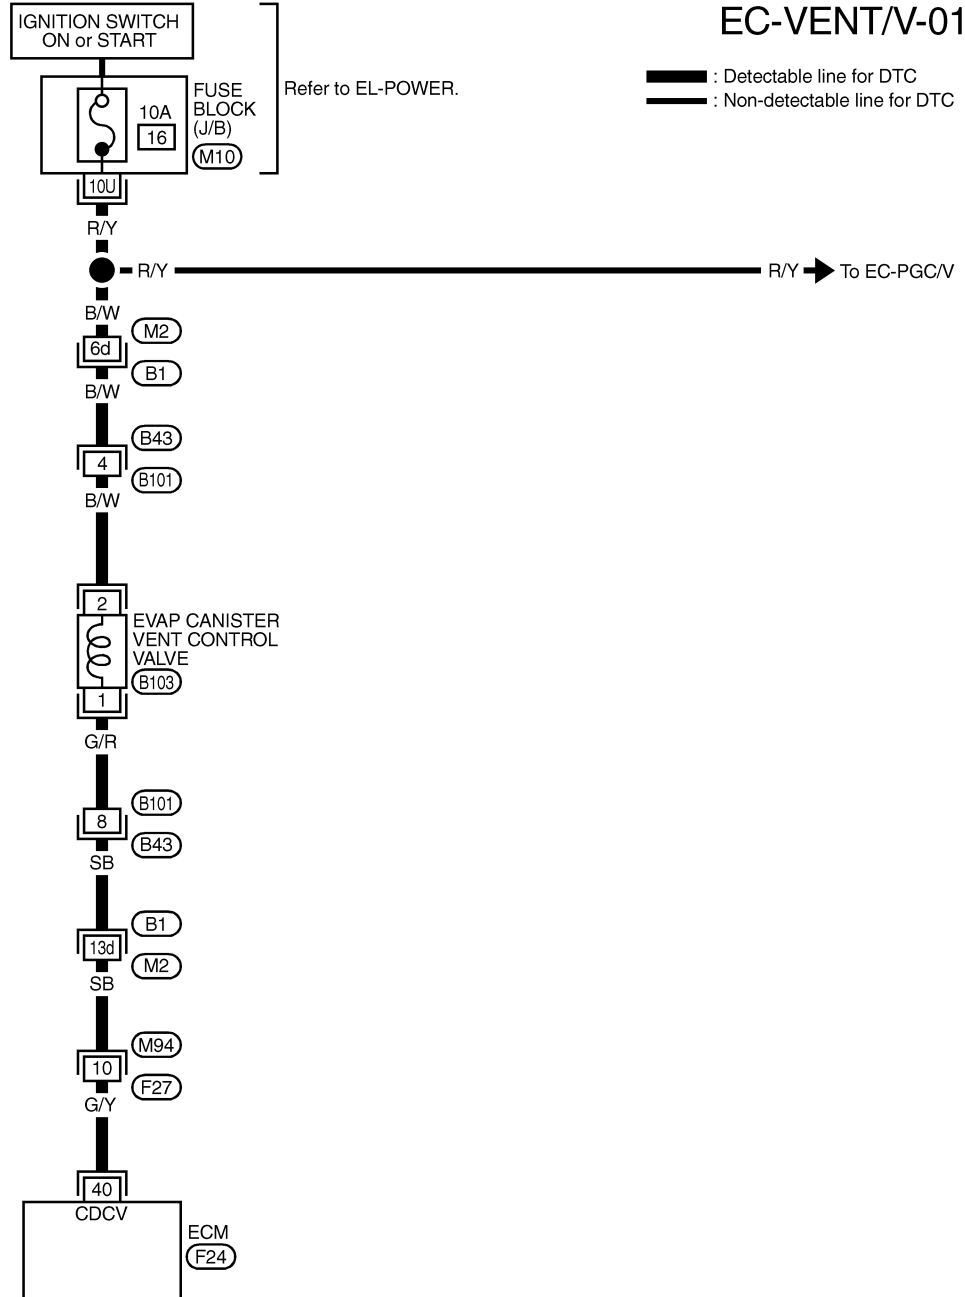 EC-VENT/V-01
IGNITION SWITCH
ON or START
FUSE
BLOCK
(J/B)
M10
10A
16
Refer to EL-POWER.
: Detectable line for DTC
: Non-detectable line for DTC
10U
R/Y
R/Y
R/Y
To EC-PGC/V
B/W
M2
6d
B1
B/W
B43
4
B101
B/W
2
EVAP CANISTER
VENT CONTROL
VALVE
B103
1
G/R
B101
8
B43
SB
B1
13d
M2
SB
M94
10
F27
G/Y
40
CDCV
ECM
F24